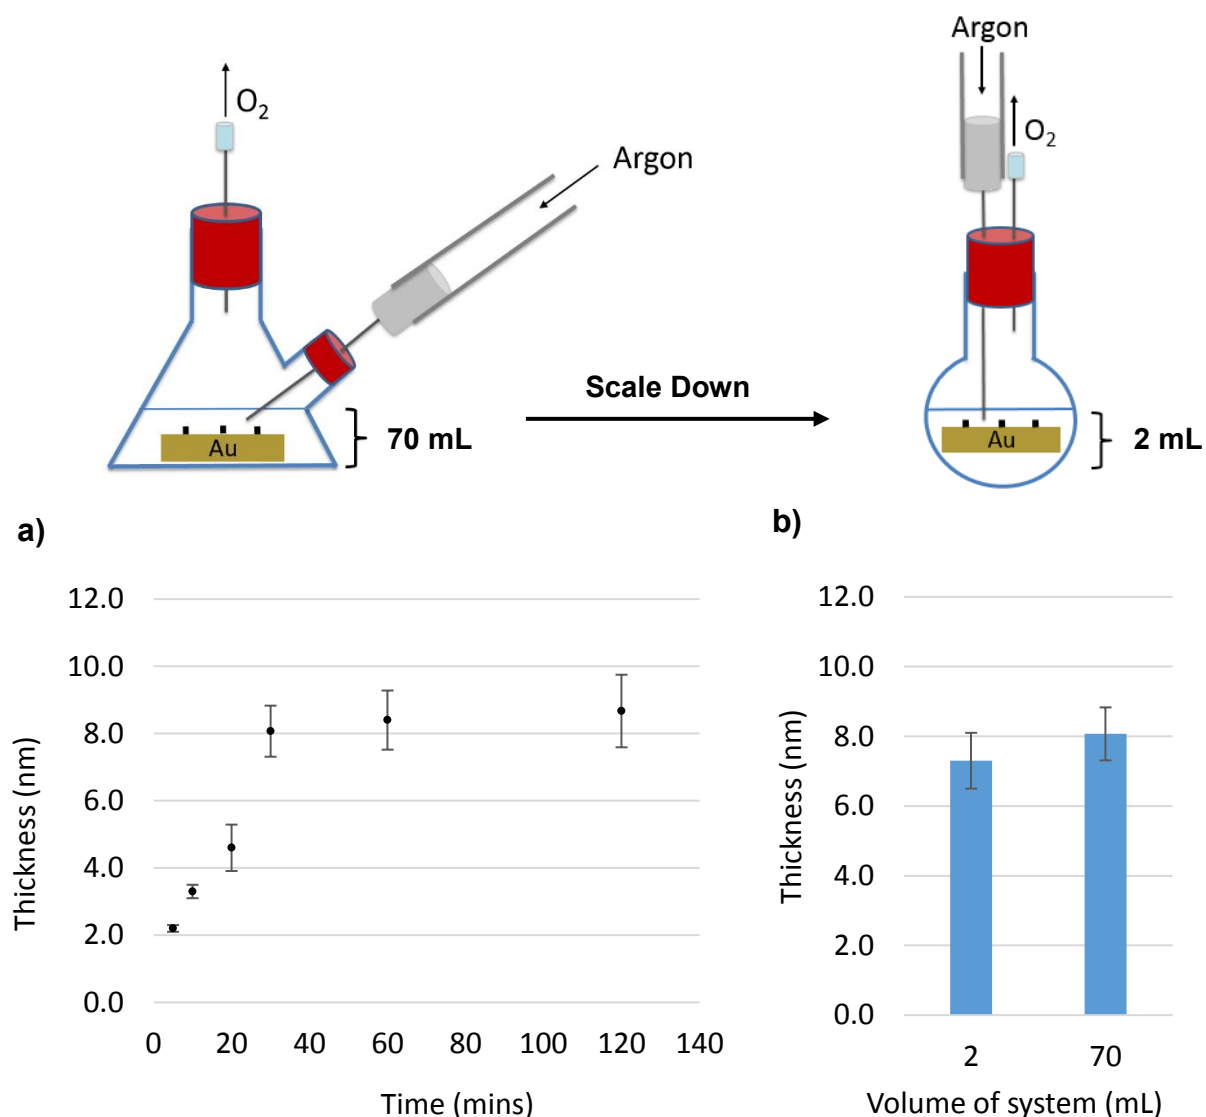 Argon
O2
O2
Argon
Scale Down
Au
70 mL
Au
2 mL
a)
b)
12.0
10.0
8.0
6.0
4.0
2.0
0.0
0 20 40 60 80 100 120 140
Thickness (nm)
Time (mins)
12.0
10.0
8.0
6.0
4.0
2.0
0.0
2 70
Thickness (nm)
Volume of system (mL)